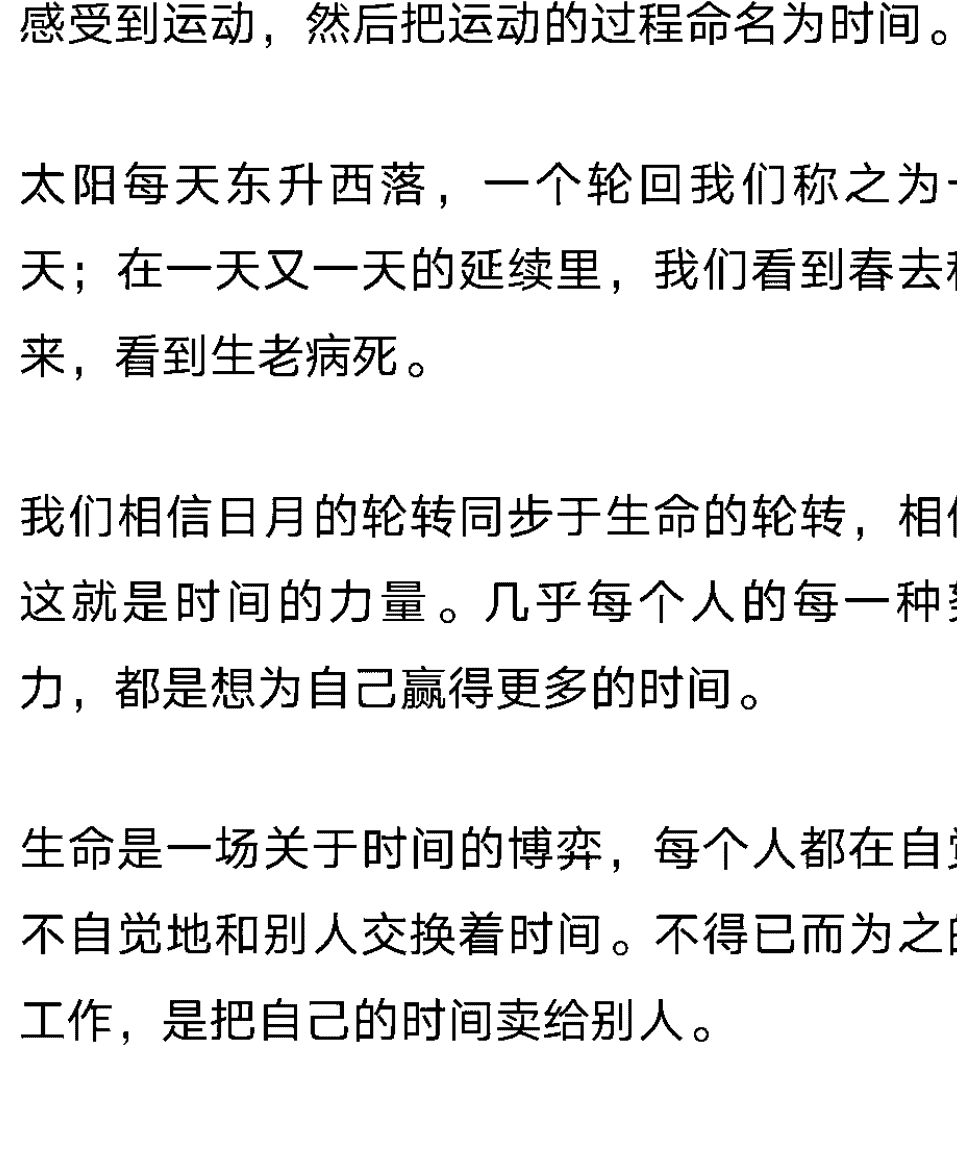 感受到运动，然后把运动的过程命名为时间。
太阳每天东升西落，一个轮回我们称之为一
天；在一天又一天的延续里，我们看到春去
来，看到生老病死。
我们相信日月的轮转同步于生命的轮转，相
这就是时间的力量。几乎每个人的每一种
力，都是想为自己赢得更多的时间。
生命是一场关于时间的博弈，每个人都在自
不自觉地和别人交换着时间。不得已而为之
工作，是把自己的时间卖给别人。